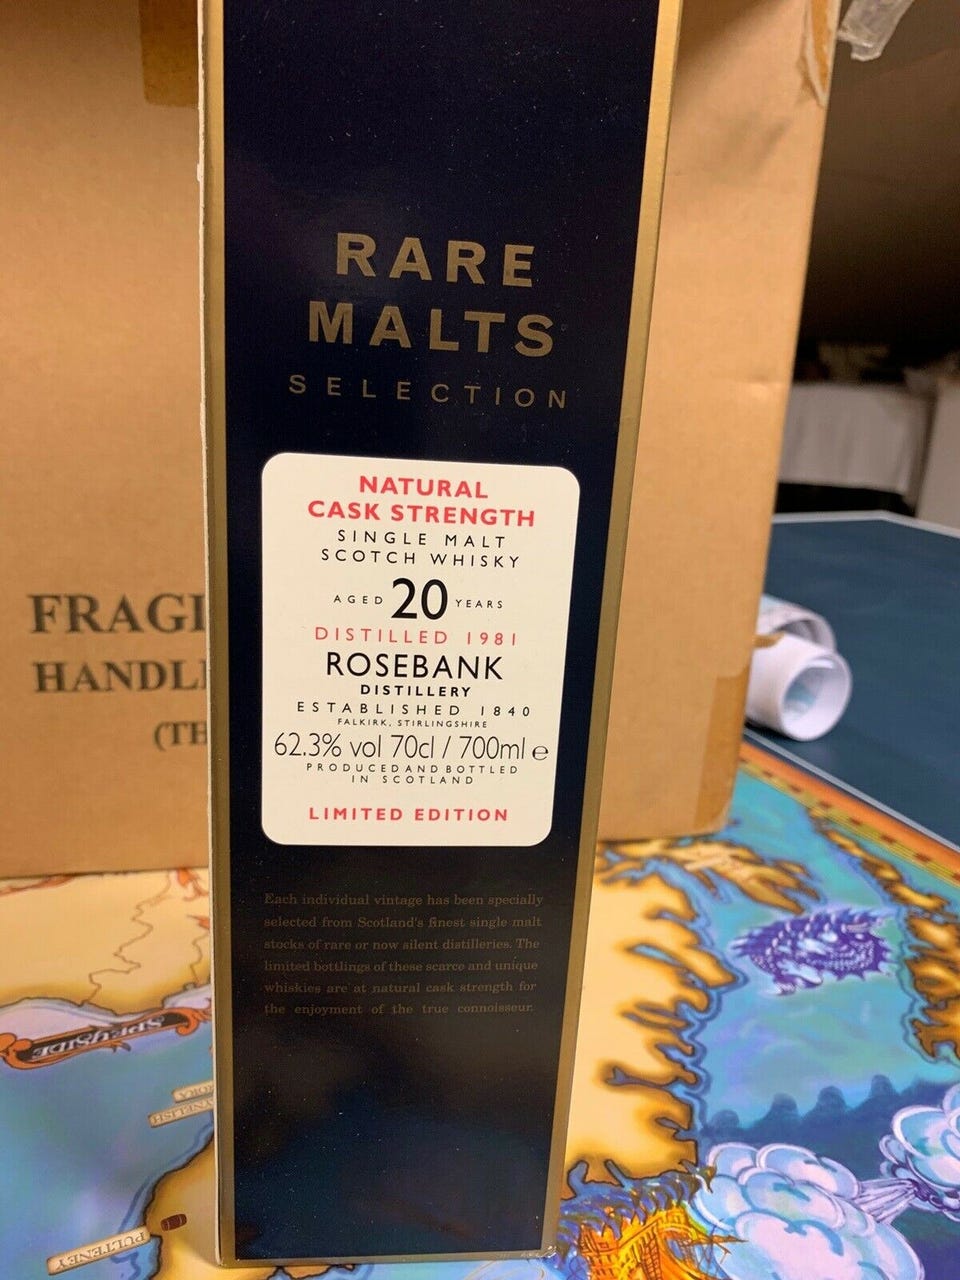 RARE
MALTS
SELECTION
NATURAL
CASK STRENGTH
SINGLE MALT
SCOTCH WHISKY
AGED 20 YEARS
DISTILLED 1981
ROSEBANK
DISTILLERY
ESTABLISHED 1840
FALKIRK, STIRLINGSHIRE
62.3% vol 70cl / 700ml e
PRODUCED AND BOTTLED
IN SCOTLAND
LIMITED EDITION
Each individual vintage has been specially
selected from Scotland's finest single malt
stocks of rare or now silent distilleries. The
limited bottlings of these scarce and unique
whiskies are at natural cask strength for
the enjoyment of the true connoisseur.
FRAGI
HANDL
(TH
SPEYSIDE
PULTENEY